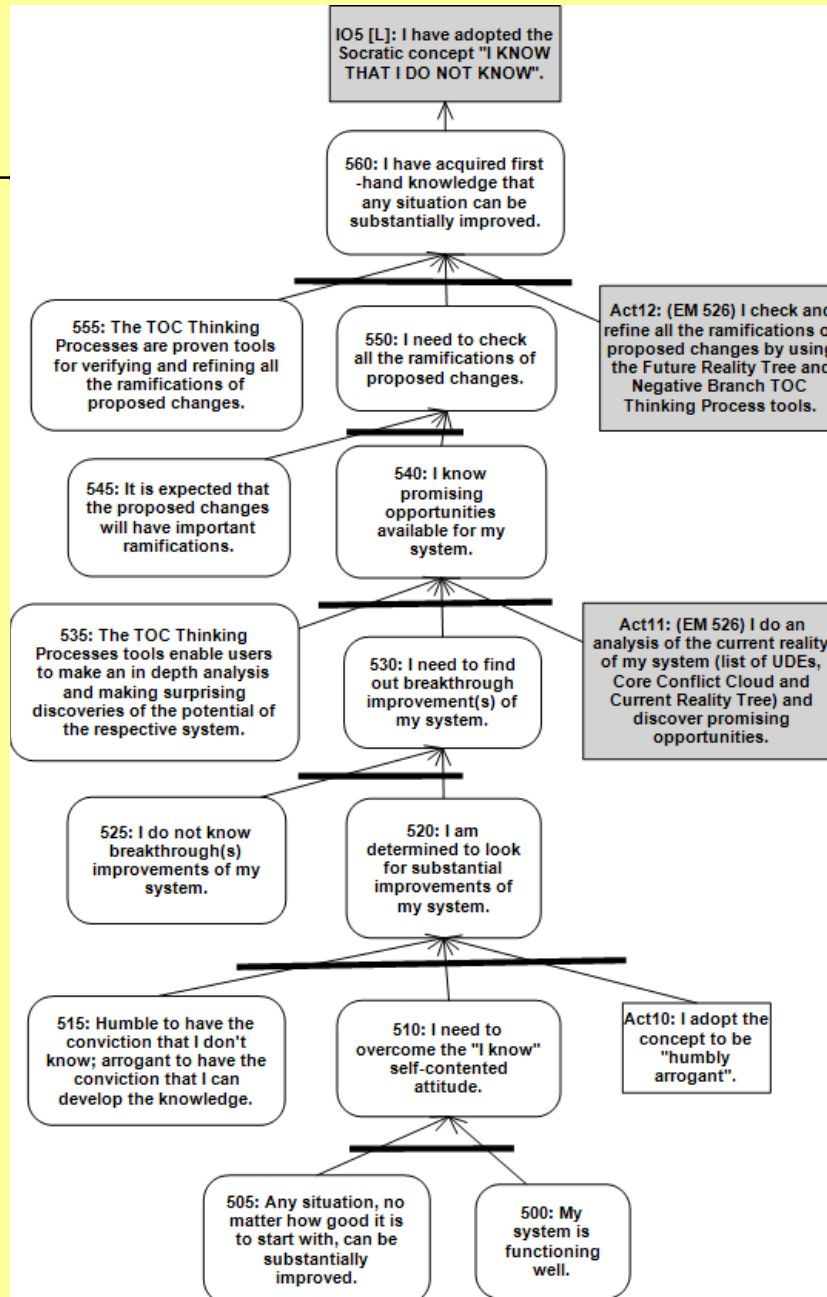 IO5 [L]: I have adopted the
Socratic concept "I KNOW
THAT I DO NOT KNOW".
560: I have acquired first
-hand knowledge that
any situation can be
substantially improved.
555: The TOC Thinking
Processes are proven tools
for verifying and refining all
the ramifications of
proposed changes.
550: I need to check
all the ramifications of
proposed changes.
Act12: (EM 526) I check and
refine all the ramifications of
proposed changes by using
the Future Reality Tree and
Negative Branch TOC
Thinking Process tools.
545: It is expected that
the proposed changes
will have important
ramifications.
540: I know
promising
opportunities
available for my
system.
535: The TOC Thinking
Processes tools enable users
to make an in depth analysis
and making surprising
discoveries of the potential of
the respective system.
530: I need to find
out breakthrough
improvement(s) of
my system.
Act11: (EM 526) I do an
analysis of the current reality
of my system (list of UDEs,
Core Conflict Cloud and
Current Reality Tree) and
discover promising
opportunities.
525: I do not know
breakthrough(s)
improvements of my
system.
520: I am
determined to look
for substantial
improvements of
my system.
515: Humble to have the
conviction that I don't
know; arrogant to have the
conviction that I can
develop the knowledge.
510: I need to
overcome the "I know"
self-contented
attitude.
Act10: I adopt the
concept to be
"humbly
arrogant".
505: Any situation, no
matter how good it is
to start with, can be
substantially
improved.
500: My
system is
functioning
well.